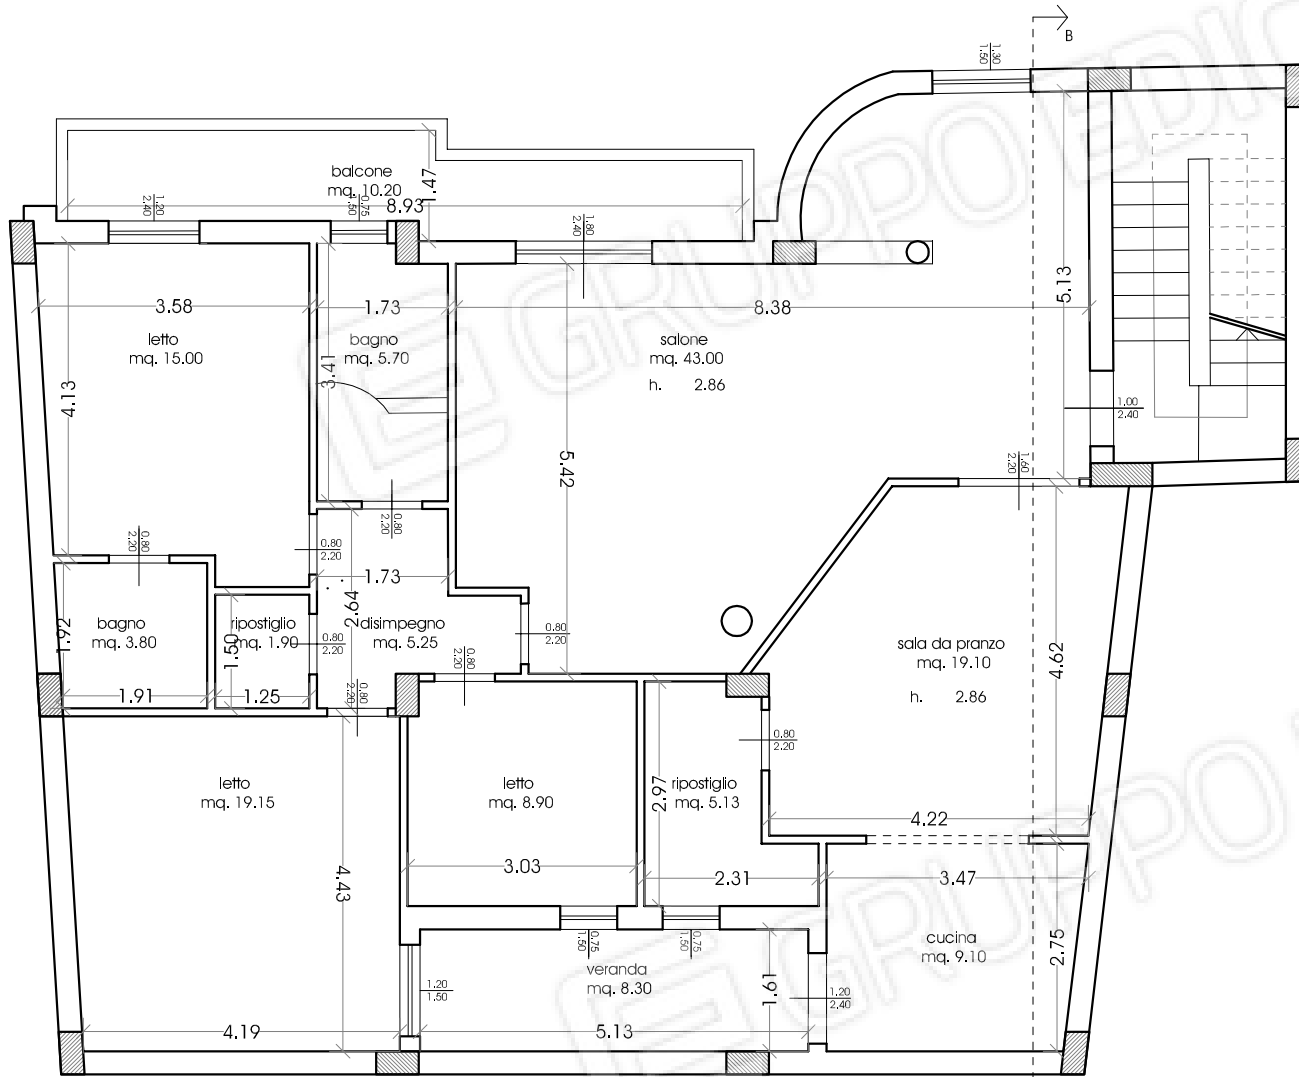 B
1.30
1.50
balcone
mq. 10.20
8.93
1.47
1.20
2.40
0.75
1.50
1.80
2.40
3.58
1.73
8.38
5.13
letto
mq. 15.00
bagno
mq. 5.70
salone
mq. 43.00
h. 2.86
3.41
4.13
5.42
1.00
2.40
1.60
2.20
0.80
2.20
0.80
2.20
0.80
2.20
1.73
2.64
bagno
mq. 3.80
1.92
ripostiglio
mq. 1.90
1.50
disimpegno
mq. 5.25
0.80
2.20
0.80
2.20
0.80
2.20
0.80
2.20
1.91
1.25
sala da pranzo
mq. 19.10
h. 2.86
4.62
0.80
2.20
letto
mq. 19.15
letto
mq. 8.90
ripostiglio
mq. 5.13
2.97
4.22
4.43
3.03
2.31
3.47
cucina
mq. 9.10
2.75
0.75
1.50
0.75
1.50
veranda
mq. 8.30
1.61
1.20
1.50
1.20
2.40
4.19
5.13
GRUPPO EDIC
GRUPPO